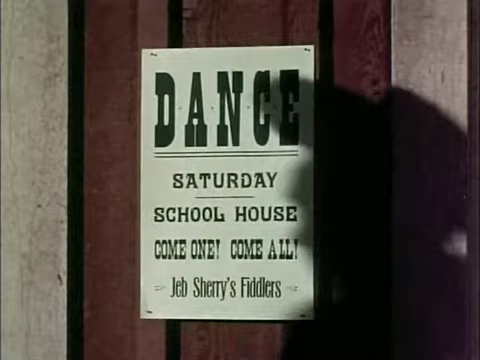 DANCE
SATURDAY
SCHOOL HOUSE
COME ONE! COME ALL!
Jeb Sherry's Fiddlers